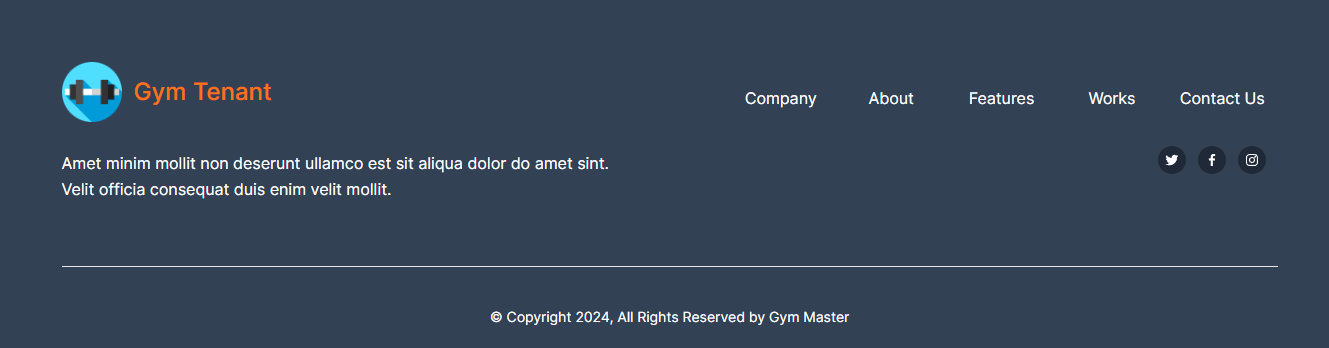 Gym Tenant
Company About Features Works Contact Us
Amet minim mollit non deserunt ullamco est sit aliqua dolor do amet sint.
Velit officia consequat duis enim velit mollit.
© Copyright 2024, All Rights Reserved by Gym Master